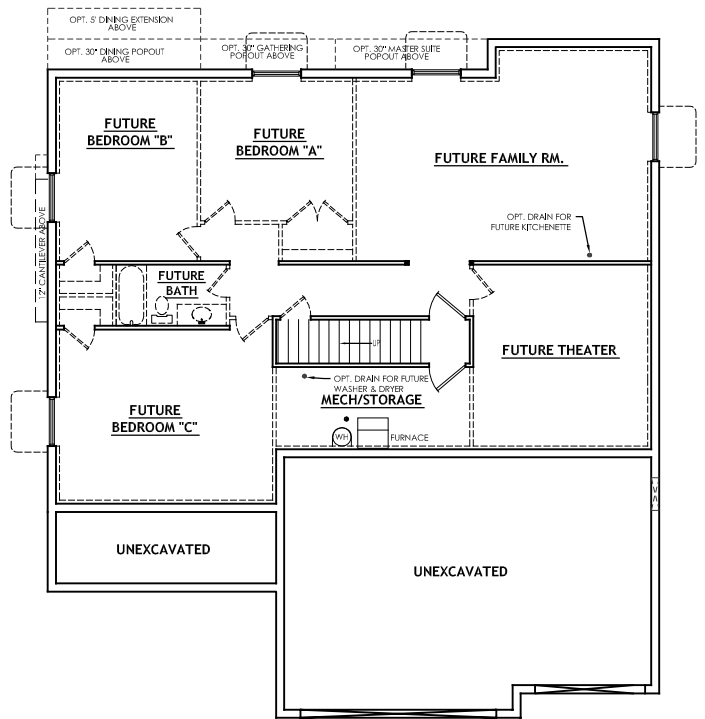 OPT. 5' DINING EXTENSION
ABOVE
OPT. 30" DINING POPOUT
ABOVE
OPT. 30" GATHERING
POPOUT ABOVE
OPT. 30" MASTER SUITE
POPOUT ABOVE
FUTURE
BEDROOM "B"
FUTURE
BEDROOM "A"
FUTURE FAMILY RM.
OPT. DRAIN FOR
FUTURE KITCHENETTE
12" CANTILEVER ABOVE
FUTURE
BATH
UP
FUTURE THEATER
OPT. DRAIN FOR FUTURE
WASHER & DRYER
MECH/STORAGE
FUTURE
BEDROOM "C"
WH
FURNACE
UNEXCAVATED
UNEXCAVATED